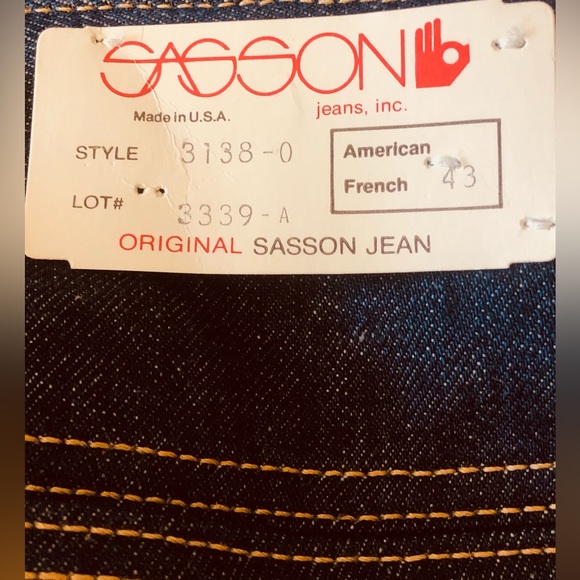 SASSON
jeans, inc.
Made in U.S.A.
STYLE 3138-0
American
French 43
LOT# 3339-A
ORIGINAL SASSON JEAN